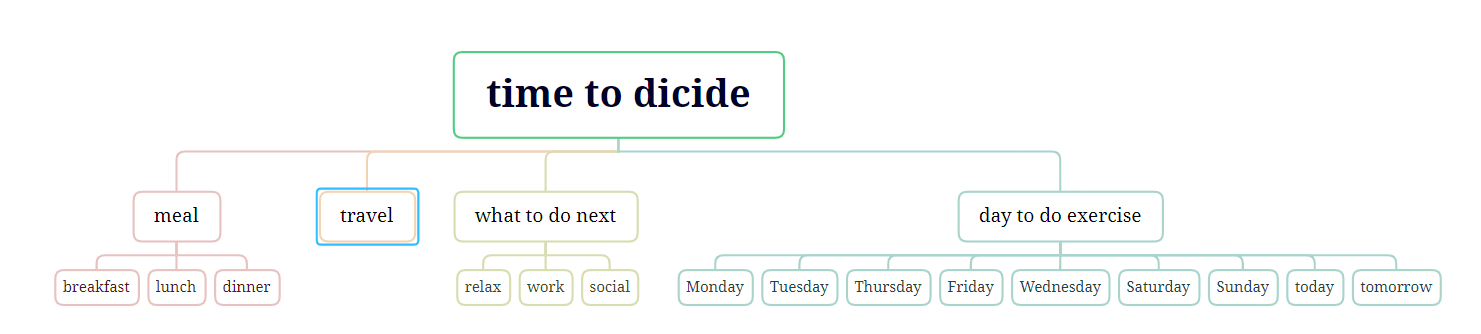 time to dicide
meal
travel
what to do next
day to do exercise
breakfast
lunch
dinner
relax
work
social
Monday
Tuesday
Thursday
Friday
Wednesday
Saturday
Sunday
today
tomorrow